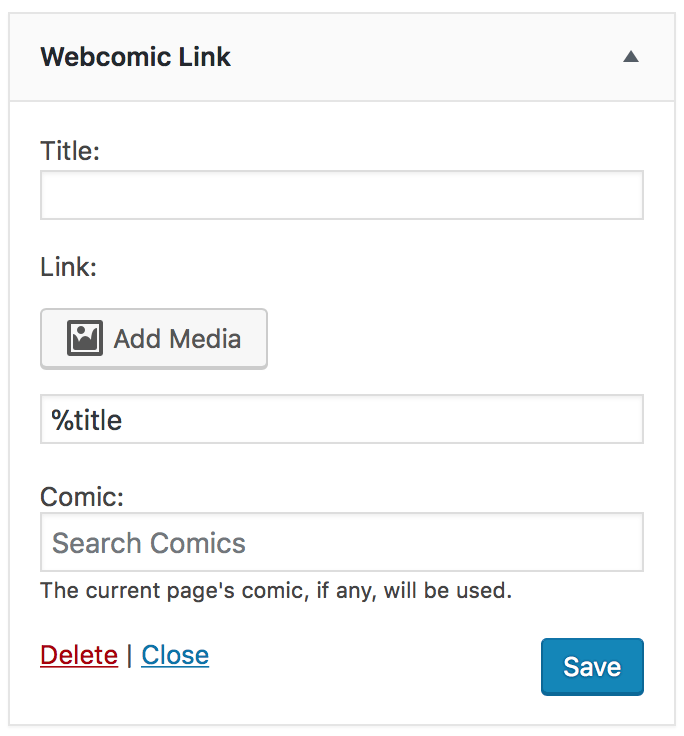 Webcomic Link
Title:
Link:
Add Media
%title
Comic:
Search Comics
The current page's comic, if any, will be used.
Delete | Close
Save